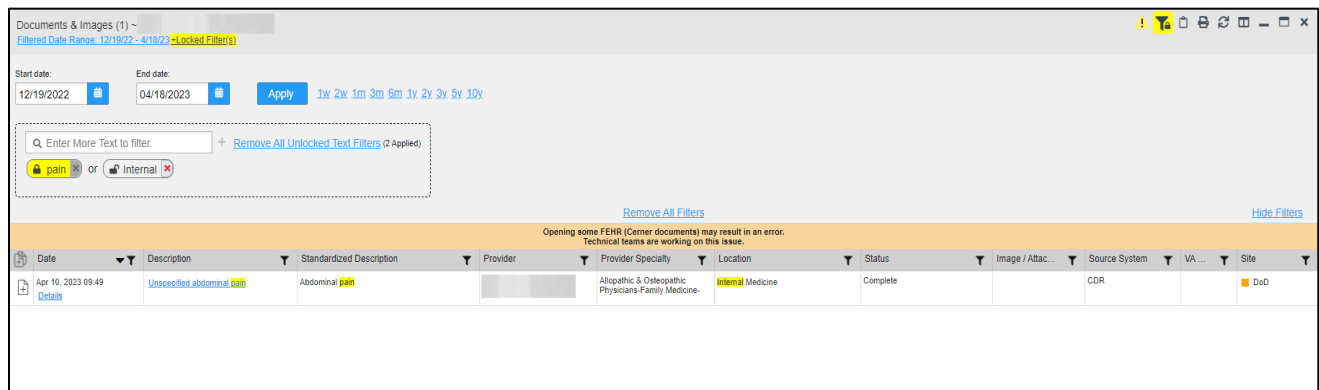 Documents & Images (1) ~
Filtered Date Range: 12/19/22 - 4/18/23 +Locked Filter(s)
Start date: End date:
12/19/2022 04/18/2023 Apply 1w 2w 1m 3m 6m 1y 2y 3y 5y 10y
Enter More Text to filter. + Remove All Unlocked Text Filters (2 Applied)
pain x or Internal x
Remove All Filters Hide Filters
Opening some FEHR (Cerner documents) may result in an error.
Technical teams are working on this issue.
Date Description Standardized Description Provider Provider Specialty Location Status Image / Attac... Source System VA ... Site
Apr 10, 2023 09:49 Unspecified abdominal pain Abdominal pain Allopathic & Osteopathic Internal Medicine Complete CDR DoD
Details Physicians-Family Medicine-